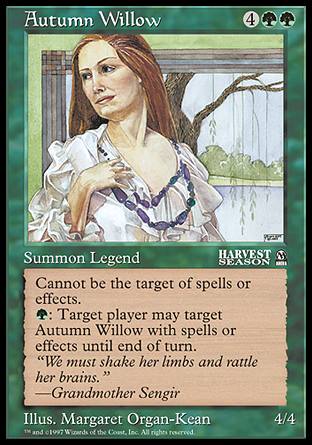 Autumn Willow 4
HARVEST
Summon Legend SEASON
Cannot be the target of spells or
effects.
: Target player may target
Autumn Willow with spells or
effects until end of turn.
“We must shake her limbs and rattle
her brains.”
—Grandmother Sengir
Illus. Margaret Organ-Kean 4/4
™ and ©1997 Wizards of the Coast, Inc. All rights reserved.